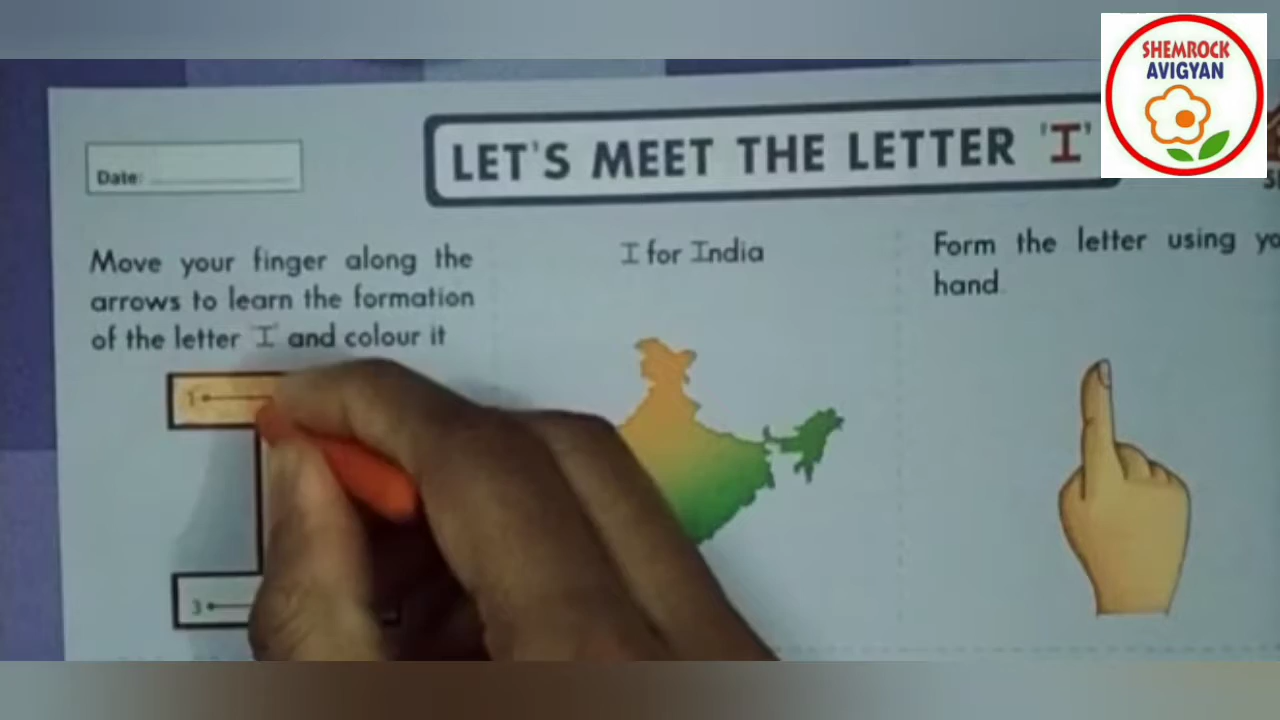 SHEMROCK
AVIGYAN
LET'S MEET THE LETTER 'I'
Date:
Move your finger along the
arrows to learn the formation
of the letter 'I' and colour it
1
3
I for India
Form the letter using
hand